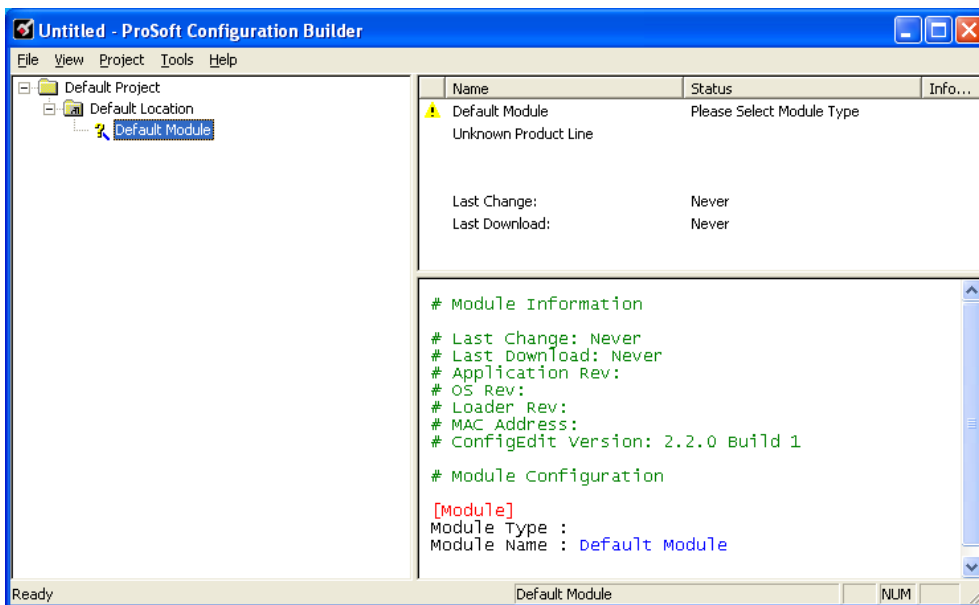 Untitled - ProSoft Configuration Builder
File View Project Tools Help
Default Project
Default Location
Default Module
Name Status Info...
Default Module Please Select Module Type
Unknown Product Line
Last Change: Never
Last Download: Never
# Module Information
# Last Change: Never
# Last Download: Never
# Application Rev:
# OS Rev:
# Loader Rev:
# MAC Address:
# ConfigEdit Version: 2.2.0 Build 1
# Module Configuration
[Module]
Module Type :
Module Name : Default Module
Ready Default Module NUM